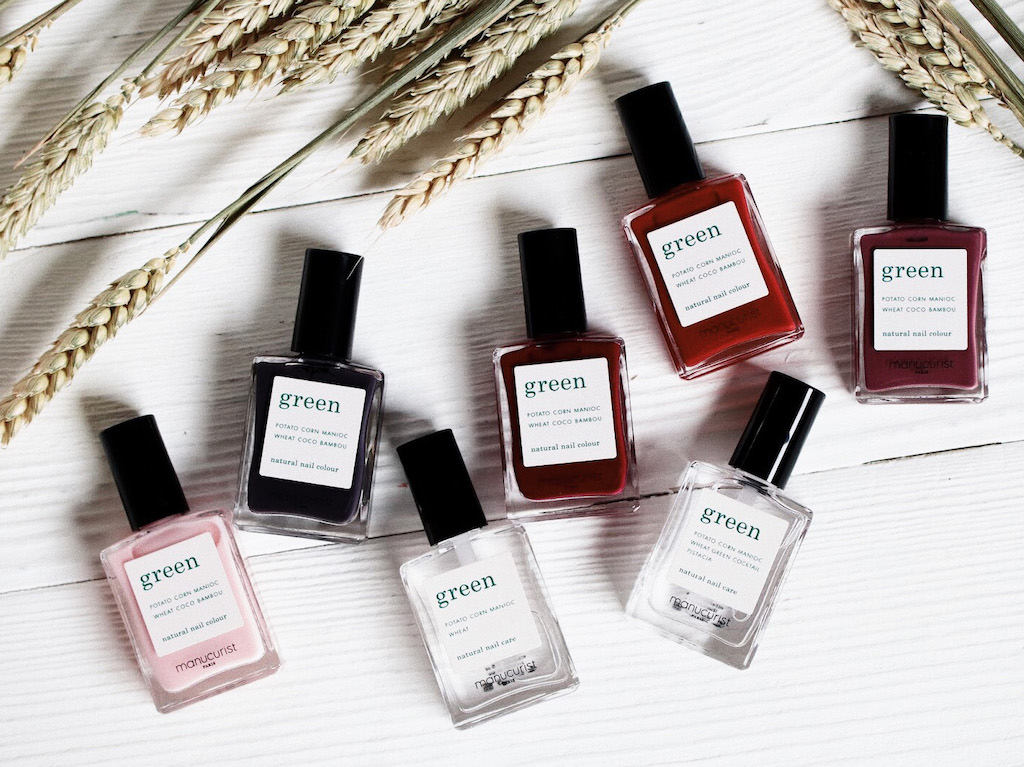 green
POTATO CORN MANIOC
WHEAT COCO BAMBOU
natural nail colour
manucurist
PARIS
green
POTATO CORN MANIOC
WHEAT COCO BAMBOU
natural nail colour
green
POTATO CORN MANIOC
WHEAT
natural nail care
manucurist
green
POTATO CORN MANIOC
WHEAT COCO BAMBOU
natural nail colour
green
POTATO CORN MANIOC
WHEAT COCO BAMBOU
natural nail colour
manucurist
green
POTATO CORN MANIOC
WHEAT GREEN COCKTAIL
PISTACIA
natural nail care
manucurist
PARIS
green
POTATO CORN MANIOC
WHEAT COCO BAMBOU
natural nail colour
manucurist
PARIS